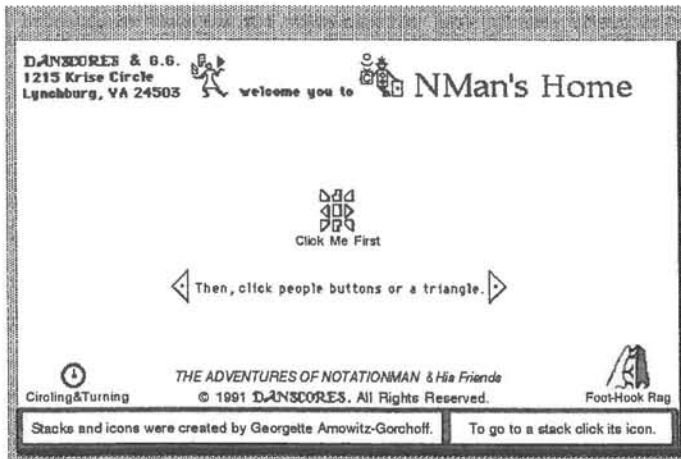 DANSCORES & G.G.
1215 Krise Circle
Lynchburg, VA 24503
welcome you to
NMan's Home
Click Me First
Then, click people buttons or a triangle.
THE ADVENTURES OF NOTATIONMAN & His Friends
Circling&Turning
© 1991 DANSCORES. All Rights Reserved.
Foot-Hook Rag
Stacks and icons were created by Georgette Amowitz-Gorchoff.
To go to a stack click its icon.